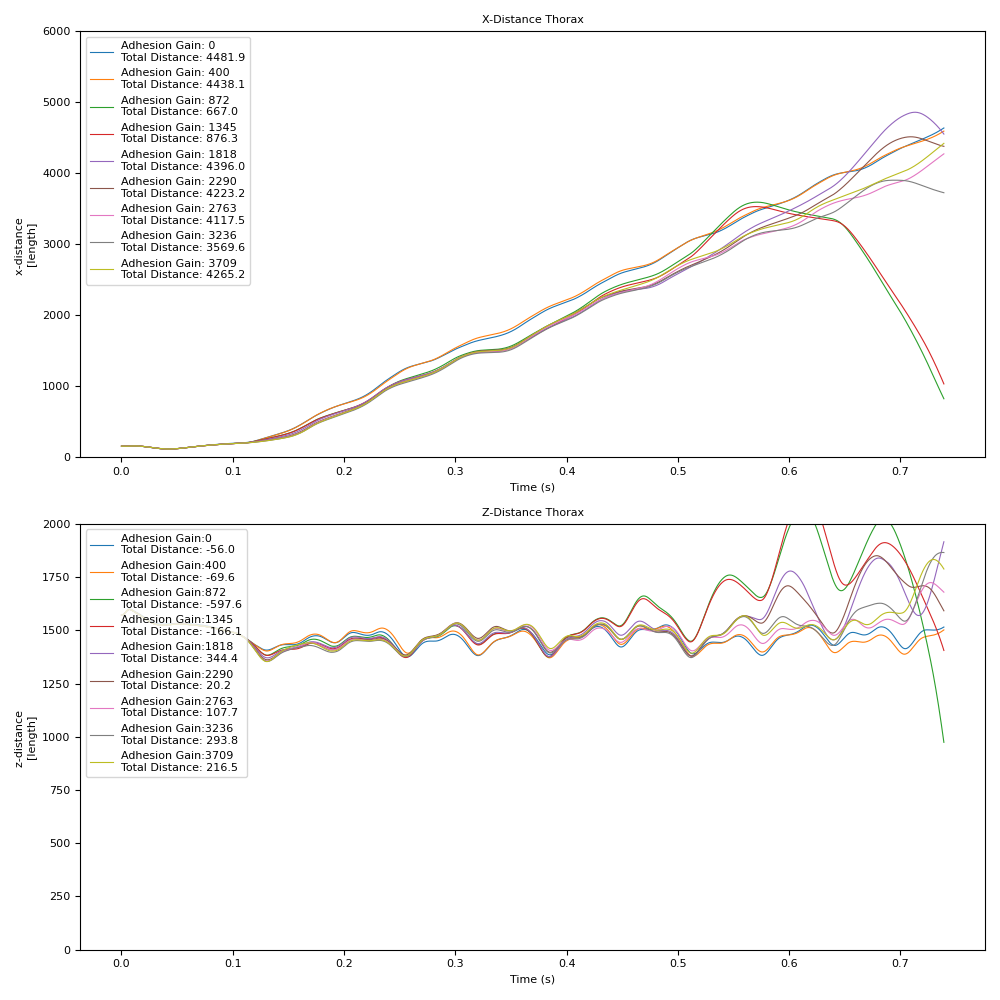 X-Distance Thorax
6000
5000
4000
3000
2000
1000
0
x-distance
[length]
Adhesion Gain: 0
Total Distance: 4481.9
Adhesion Gain: 400
Total Distance: 4438.1
Adhesion Gain: 872
Total Distance: 667.0
Adhesion Gain: 1345
Total Distance: 876.3
Adhesion Gain: 1818
Total Distance: 4396.0
Adhesion Gain: 2290
Total Distance: 4223.2
Adhesion Gain: 2763
Total Distance: 4117.5
Adhesion Gain: 3236
Total Distance: 3569.6
Adhesion Gain: 3709
Total Distance: 4265.2
0.0 0.1 0.2 0.3 0.4 0.5 0.6 0.7
Time (s)
Z-Distance Thorax
2000
1750
1500
1250
1000
750
500
250
0
z-distance
[length]
Adhesion Gain:0
Total Distance: -56.0
Adhesion Gain:400
Total Distance: -69.6
Adhesion Gain:872
Total Distance: -597.6
Adhesion Gain:1345
Total Distance: -166.1
Adhesion Gain:1818
Total Distance: 344.4
Adhesion Gain:2290
Total Distance: 20.2
Adhesion Gain:2763
Total Distance: 107.7
Adhesion Gain:3236
Total Distance: 293.8
Adhesion Gain:3709
Total Distance: 216.5
0.0 0.1 0.2 0.3 0.4 0.5 0.6 0.7
Time (s)